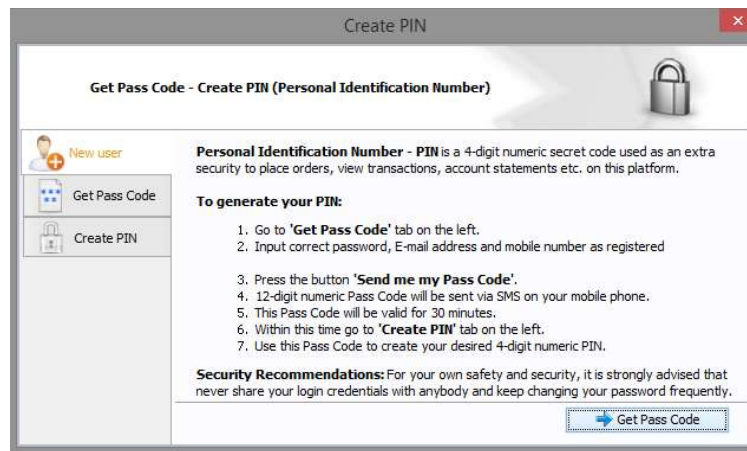 Create PIN
Get Pass Code - Create PIN (Personal Identification Number)
New user
Get Pass Code
Create PIN
Personal Identification Number - PIN is a 4-digit numeric secret code used as an extra
security to place orders, view transactions, account statements etc. on this platform.
To generate your PIN:
1. Go to 'Get Pass Code' tab on the left.
2. Input correct password, E-mail address and mobile number as registered
3. Press the button 'Send me my Pass Code'.
4. 12-digit numeric Pass Code will be sent via SMS on your mobile phone.
5. This Pass Code will be valid for 30 minutes.
6. Within this time go to 'Create PIN' tab on the left.
7. Use this Pass Code to create your desired 4-digit numeric PIN.
Security Recommendations: For your own safety and security, it is strongly advised that
never share your login credentials with anybody and keep changing your password frequently.
Get Pass Code